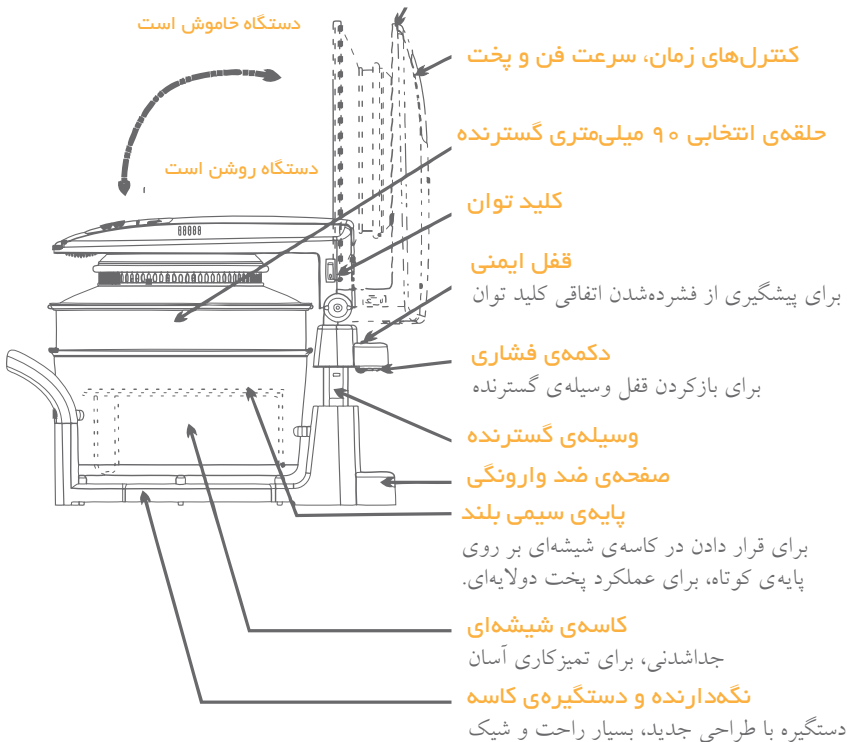 دستگاه خاموش است
کنترل‌های زمان، سرعت فن و پخت
حلقه‌ی انتخابی ۹۰ میلی‌متری گسترنده
دستگاه روشن است
کلید توان
قفل ایمنی
برای پیشگیری از فشرده‌شدن اتفاقی کلید توان
دکمه‌ی فشاری
برای بازکردن قفل وسیله‌ی گسترنده
وسیله‌ی گسترنده
صفحه‌ی ضد وارونگی
پایه‌ی سیمی بلند
برای قرار دادن در کاسه‌ی شیشه‌ای بر روی
پایه‌ی کوتاه، برای عملکرد پخت دولایه‌ای.
کاسه‌ی شیشه‌ای
جداشدنی، برای تمیزکاری آسان
نگه‌دارنده و دستگیره‌ی کاسه
دستگیره با طراحی جدید، بسیار راحت و شیک